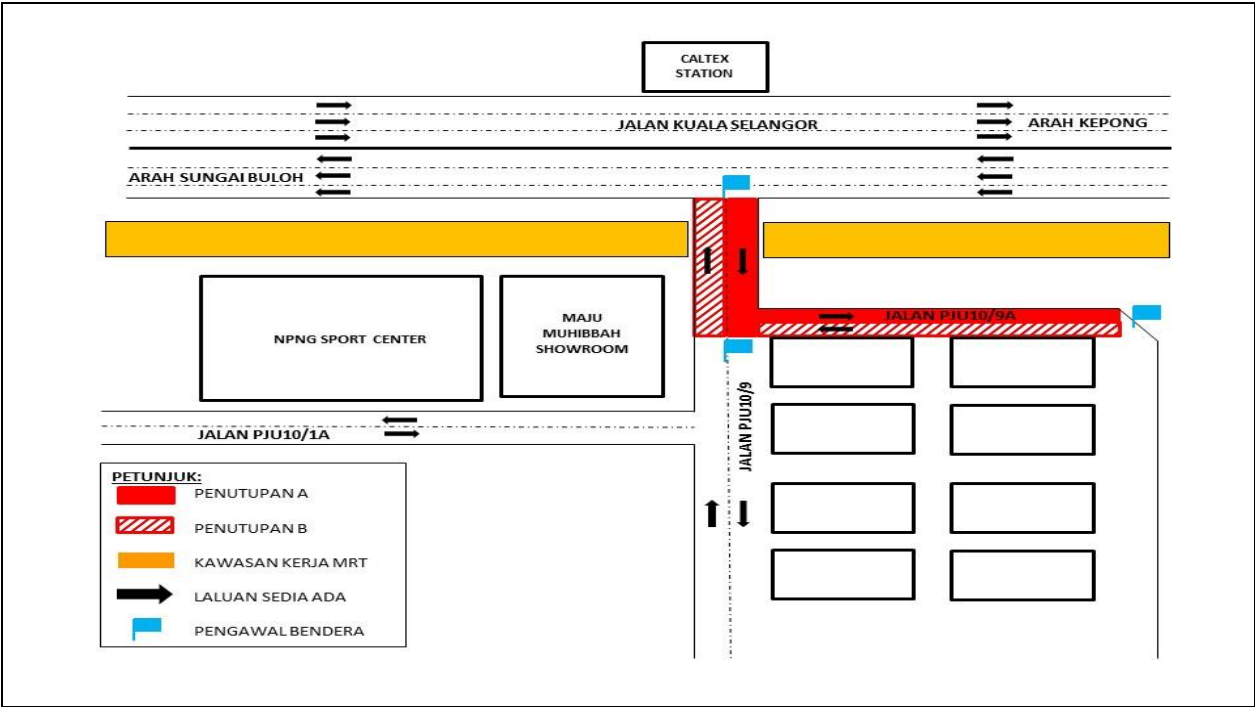 CALTEX
STATION
JALAN KUALA SELANGOR
ARAH KEPONG
ARAH SUNGAI BULOH
JALAN PJU10/9A
NPNG SPORT CENTER
MAJU
MUHIBBAH
SHOWROOM
JALAN PJU10/9
JALAN PJU10/1A
PETUNJUK:
PENUTUPAN A
PENUTUPAN B
KAWASAN KERJA MRT
LALUAN SEDIA ADA
PENGAWAL BENDERA